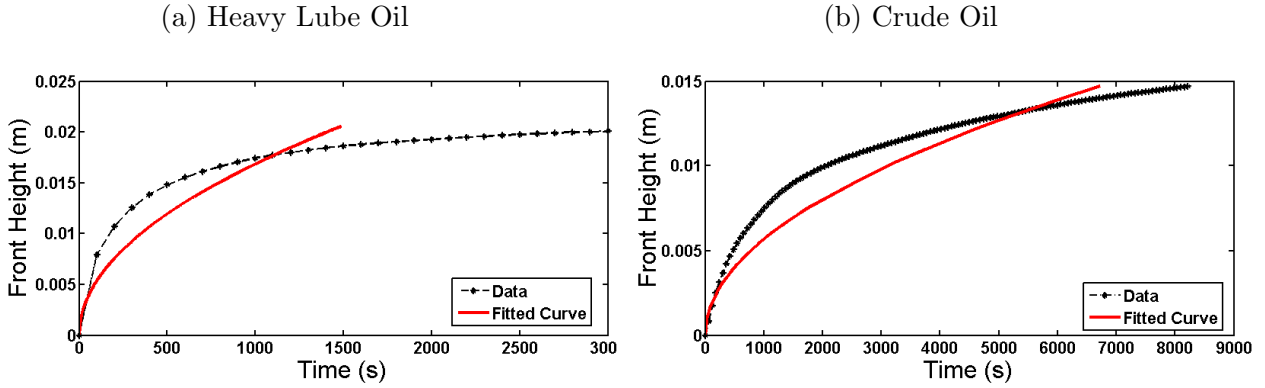 (a) Heavy Lube Oil
(b) Crude Oil
0.025
0.02
0.015
0.01
0.005
0
Front Height (m)
0
500
1000
1500
2000
2500
300
Time (s)
Data
Fitted Curve
0.015
0.01
0.005
0
Front Height (m)
0
1000
2000
3000
4000
5000
6000
7000
8000
9000
Time (s)
Data
Fitted Curve